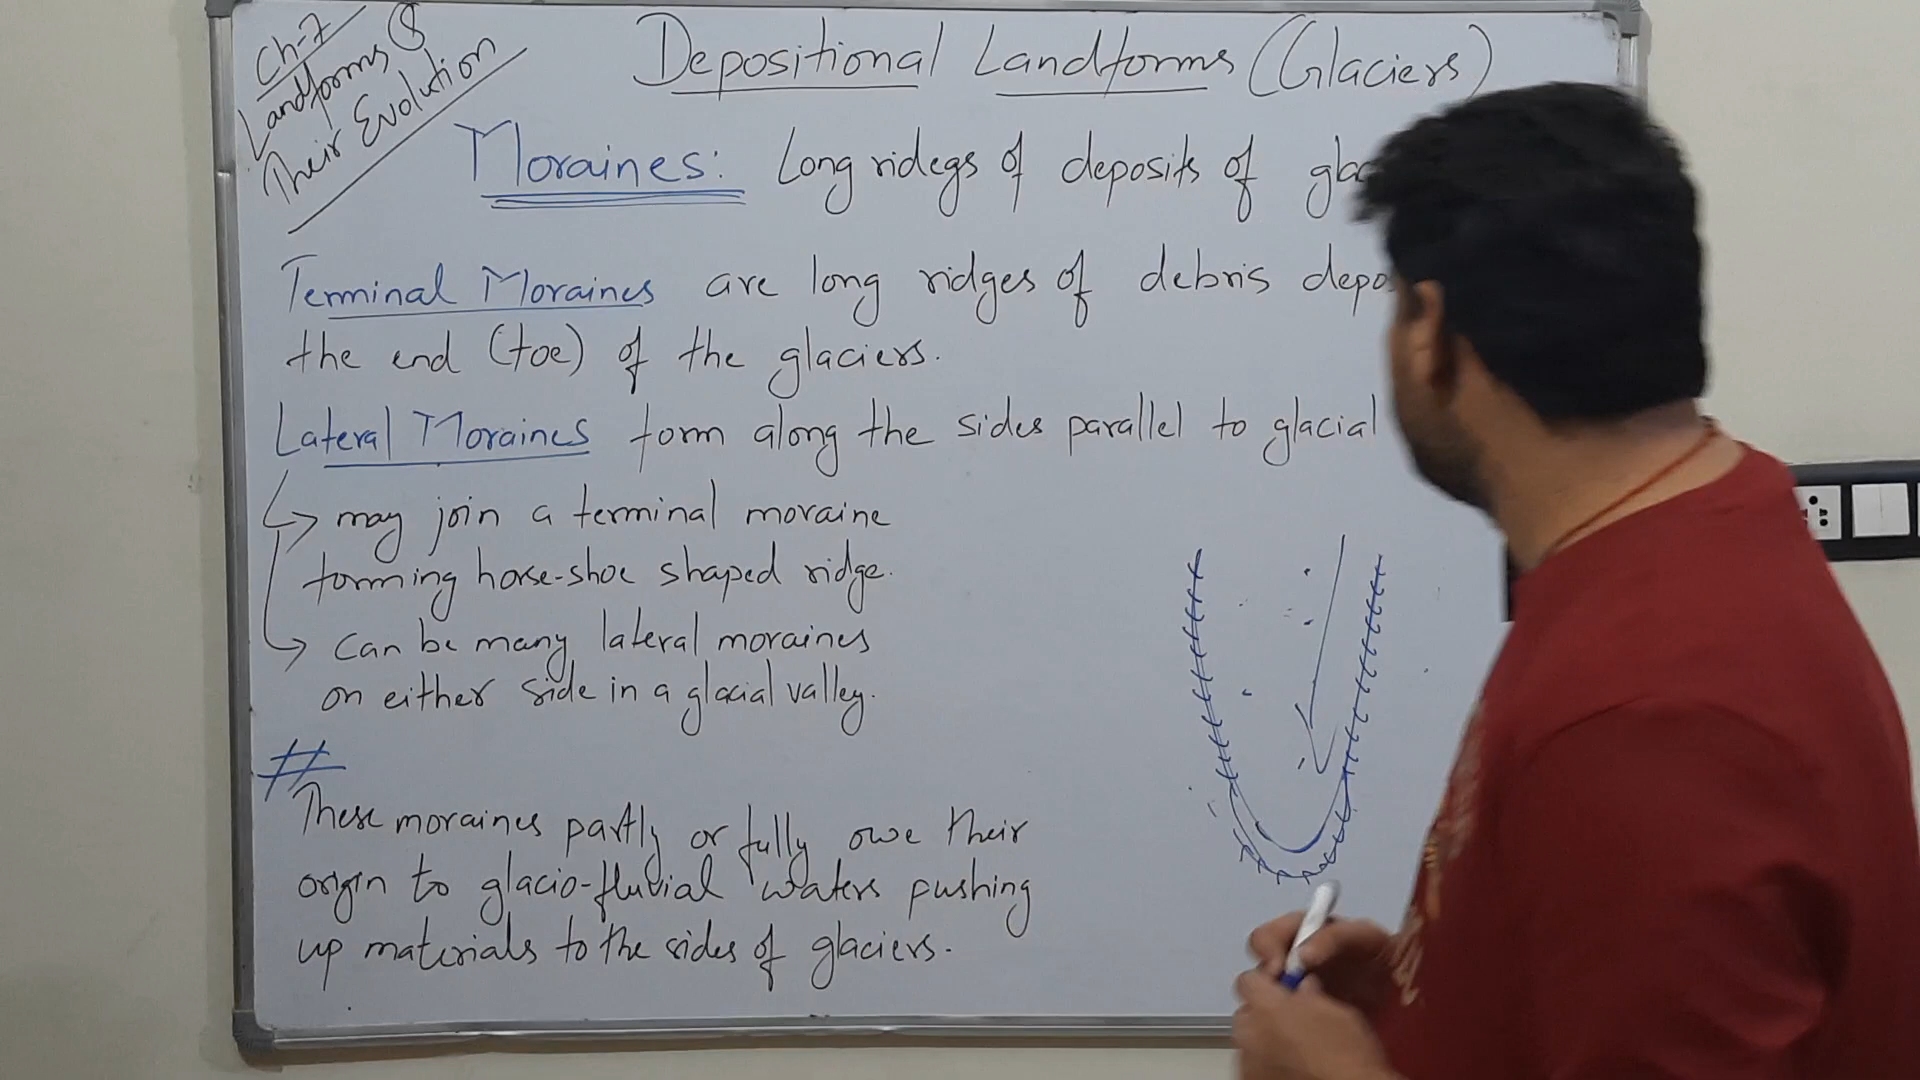 Ch-7
Landforms &
Their Evolution
Depositional Landforms (Glaciers)
Moraines: Long ridegs of deposits of
Terminal Moraines are long ridges of debris
the end (toe) of the glaciers.
Lateral Moraines form along the sides parallel to glacial
→ may join a terminal moraine
forming horse-shoe shaped ridge.
→ Can be many lateral moraines
on either side in a glacial valley.
#
These moraines partly or fully owe their
origin to glacio-fluvial waters pushing
up materials to the sides of glaciers.